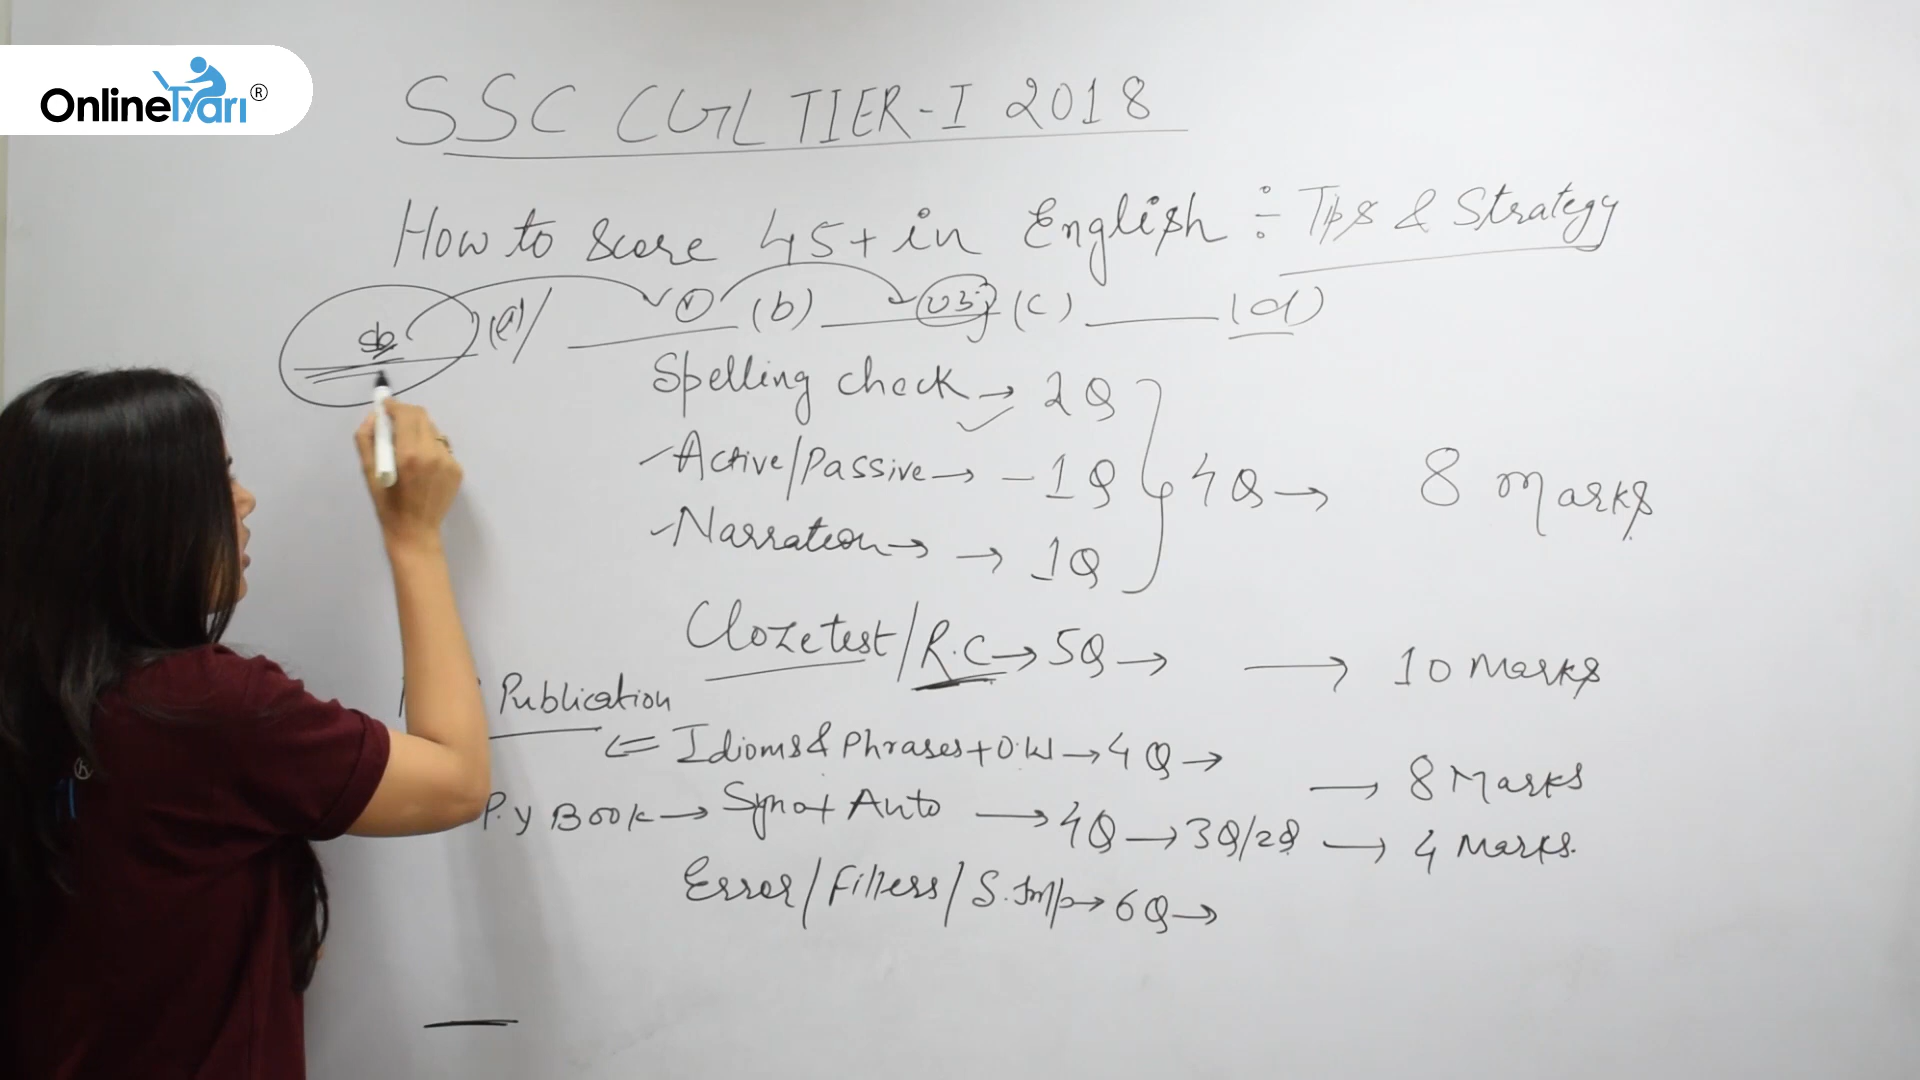 OnlineTyari®
SSC CGL TIER-I 2018
How to Score 45+ in English : Tips & Strategy
(a) / (b) (c) (d)
Spelling check → 2Q
Active/Passive → - 1Q } 4Q → 8 Marks
Narration → → 1Q
Cloze test / R.C → 5Q → → 10 Marks
Publication
⇐ Idioms & Phrases + O.W → 4Q → → 8 Marks
P.y Book → Syno + Anto → 4Q → 3Q/2Q → 4 Marks.
Error / Fillers / S. Imp → 6Q →